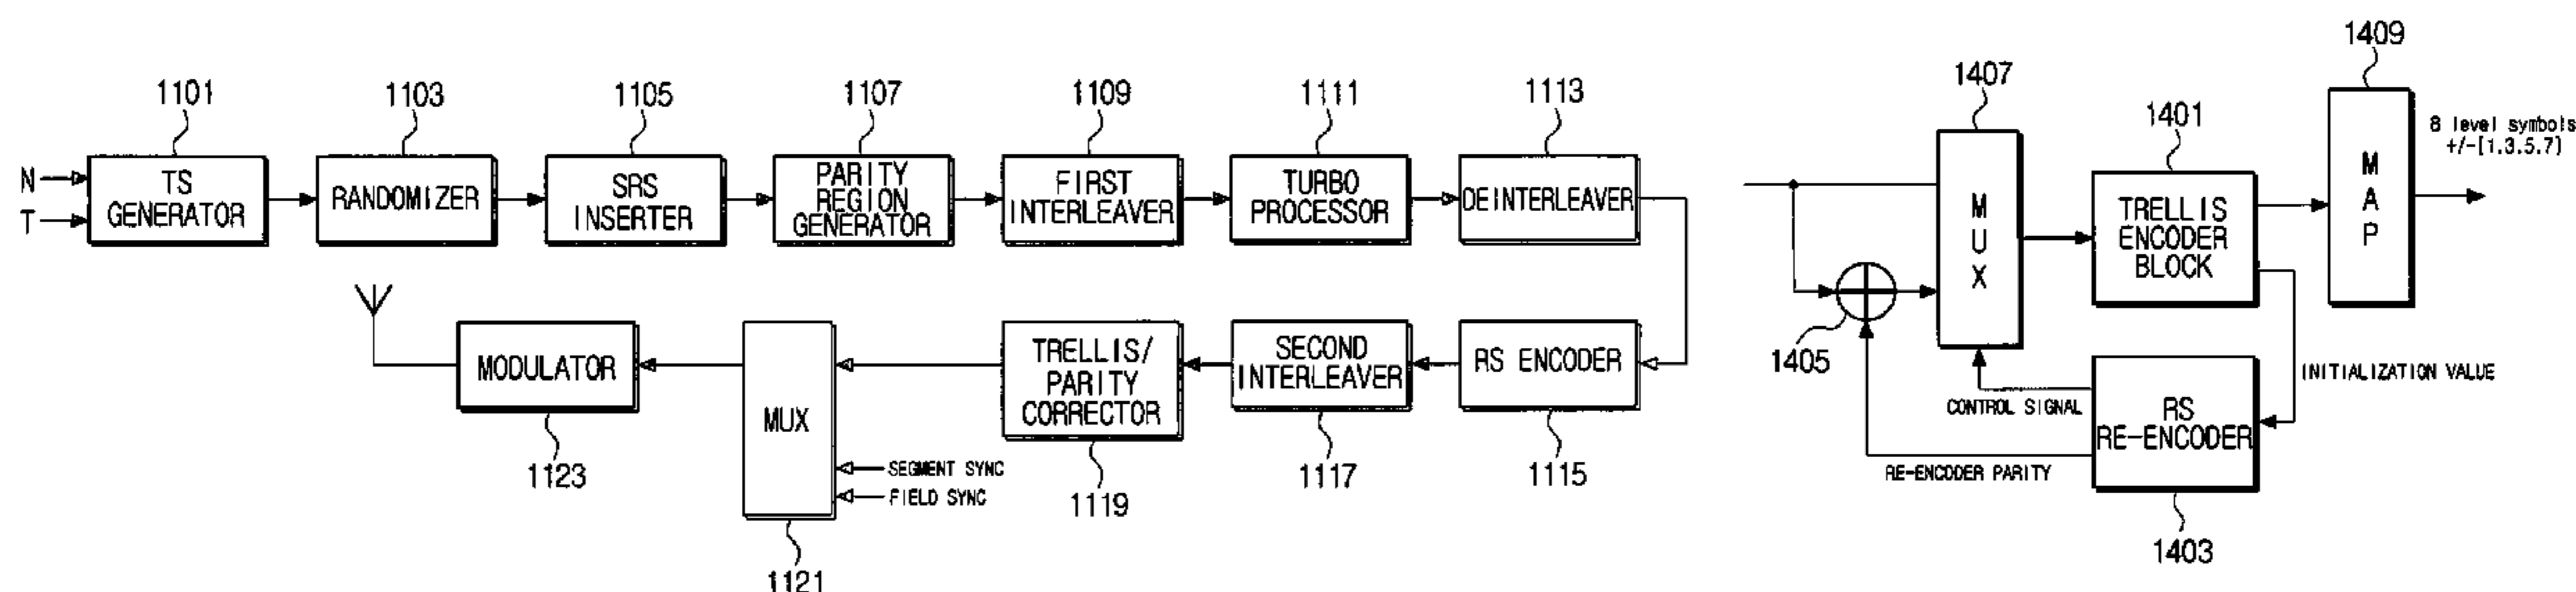 1101
1103
1105
1107
1109
1111
1113
N
T
TS
GENERATOR
RANDOMIZER
SRS
INSERTER
PARITY
REGION
GENERATOR
FIRST
INTERLEAVER
TURBO
PROCESSOR
DEINTERLEAVER
MODULATOR
MUX
TRELLIS/
PARITY
CORRECTOR
SECOND
INTERLEAVER
RS ENCODER
SEGMENT SYNC
FIELD SYNC
1123
1121
1119
1117
1115
1407
1401
1409
MUX
TRELLIS
ENCODER
BLOCK
MAP
8 level symbols
+/-[1.3.5.7]
1405
INITIALIZATION VALUE
CONTROL SIGNAL
RS
RE-ENCODER
RE-ENCODER PARITY
1403